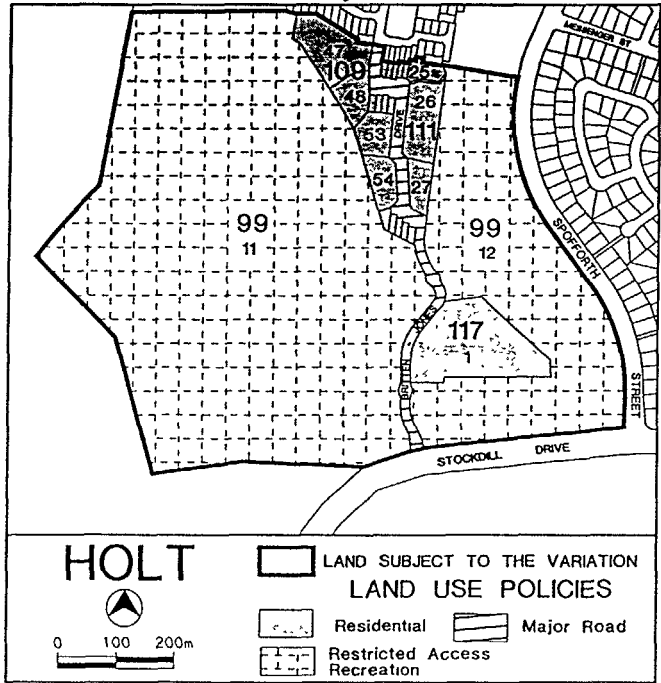 MESSENGER ST
47
109
48
25
26
DRIVE
53
111
54
27
99
11
99
12
SPOFFORTH
STREET
JONES
BRITTEN
117
1
STOCKDILL DRIVE
HOLT
LAND SUBJECT TO THE VARIATION
LAND USE POLICIES
Residential
Major Road
0 100 200m
Restricted Access
Recreation